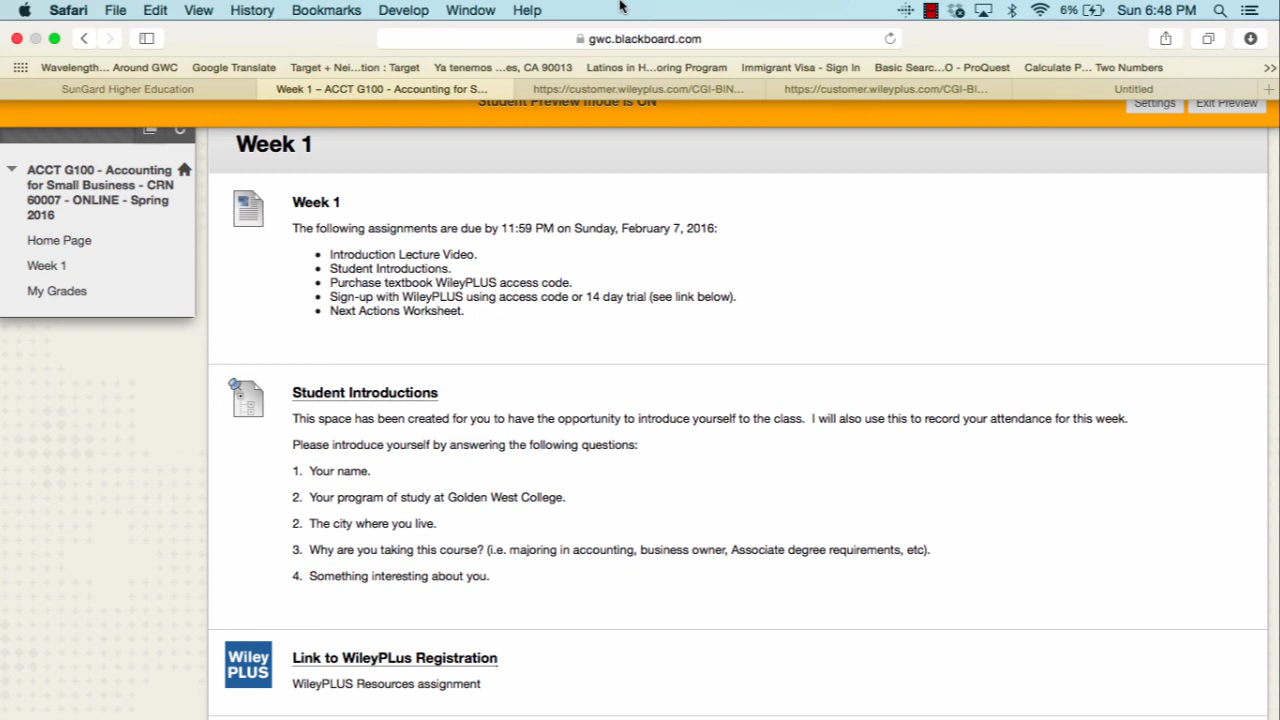 Safari File Edit View History Bookmarks Develop Window Help 6% Sun 6:48 PM
gwc.blackboard.com
Wavelength... Around GWC Google Translate Target + Nei...tion : Target Ya tenemos ...es, CA 90013 Latinos in H...oring Program Immigrant Visa - Sign In Basic Searc...O - ProQuest Calculate P... Two Numbers >>
SunGard Higher Education Week 1 – ACCT G100 - Accounting for S... https://customer.wileyplus.com/CGI-BIN... https://customer.wileyplus.com/CGI-BI... Untitled +
Student Preview mode is ON Settings Exit Preview
Week 1
ACCT G100 - Accounting
for Small Business - CRN
60007 - ONLINE - Spring
2016
Home Page
Week 1
My Grades
Week 1
The following assignments are due by 11:59 PM on Sunday, February 7, 2016:
• Introduction Lecture Video.
• Student Introductions.
• Purchase textbook WileyPLUS access code.
• Sign-up with WileyPLUS using access code or 14 day trial (see link below).
• Next Actions Worksheet.
Student Introductions
This space has been created for you to have the opportunity to introduce yourself to the class. I will also use this to record your attendance for this week.
Please introduce yourself by answering the following questions:
1. Your name.
2. Your program of study at Golden West College.
2. The city where you live.
3. Why are you taking this course? (i.e. majoring in accounting, business owner, Associate degree requirements, etc).
4. Something interesting about you.
Wiley
PLUS
Link to WileyPLus Registration
WileyPLUS Resources assignment